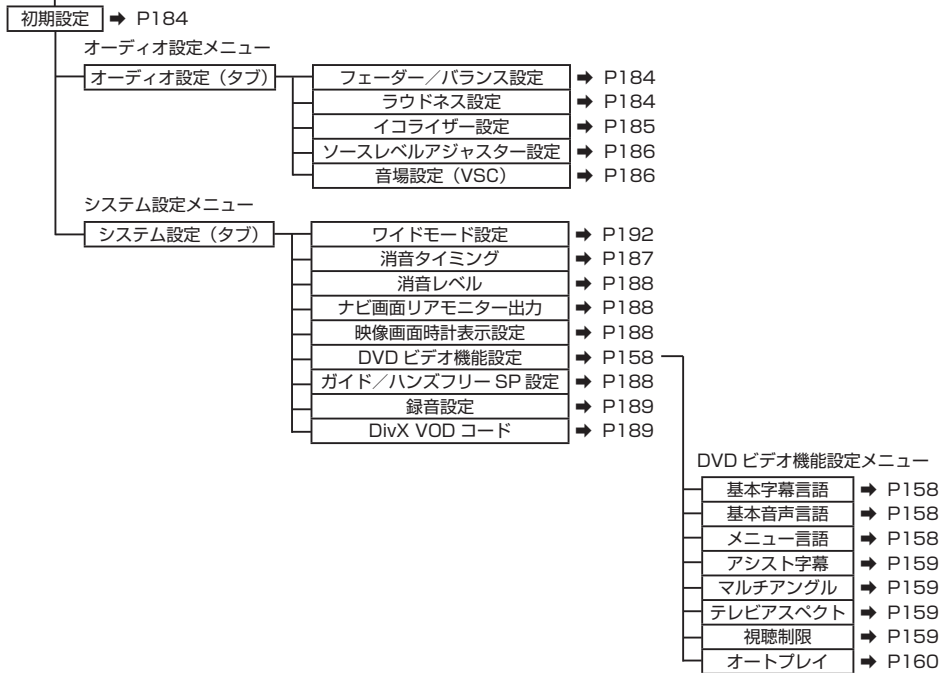 初期設定 ➡ P184
オーディオ設定メニュー
オーディオ設定（タブ）
フェーダー／バランス設定 ➡ P184
ラウドネス設定 ➡ P184
イコライザー設定 ➡ P185
ソースレベルアジャスター設定 ➡ P186
音場設定（VSC） ➡ P186
システム設定メニュー
システム設定（タブ）
ワイドモード設定 ➡ P192
消音タイミング ➡ P187
消音レベル ➡ P188
ナビ画面リアモニター出力 ➡ P188
映像画面時計表示設定 ➡ P188
DVD ビデオ機能設定 ➡ P158
ガイド／ハンズフリー SP 設定 ➡ P188
録音設定 ➡ P189
DivX VOD コード ➡ P189
DVD ビデオ機能設定メニュー
基本字幕言語 ➡ P158
基本音声言語 ➡ P158
メニュー言語 ➡ P158
アシスト字幕 ➡ P159
マルチアングル ➡ P159
テレビアスペクト ➡ P159
視聴制限 ➡ P159
オートプレイ ➡ P160